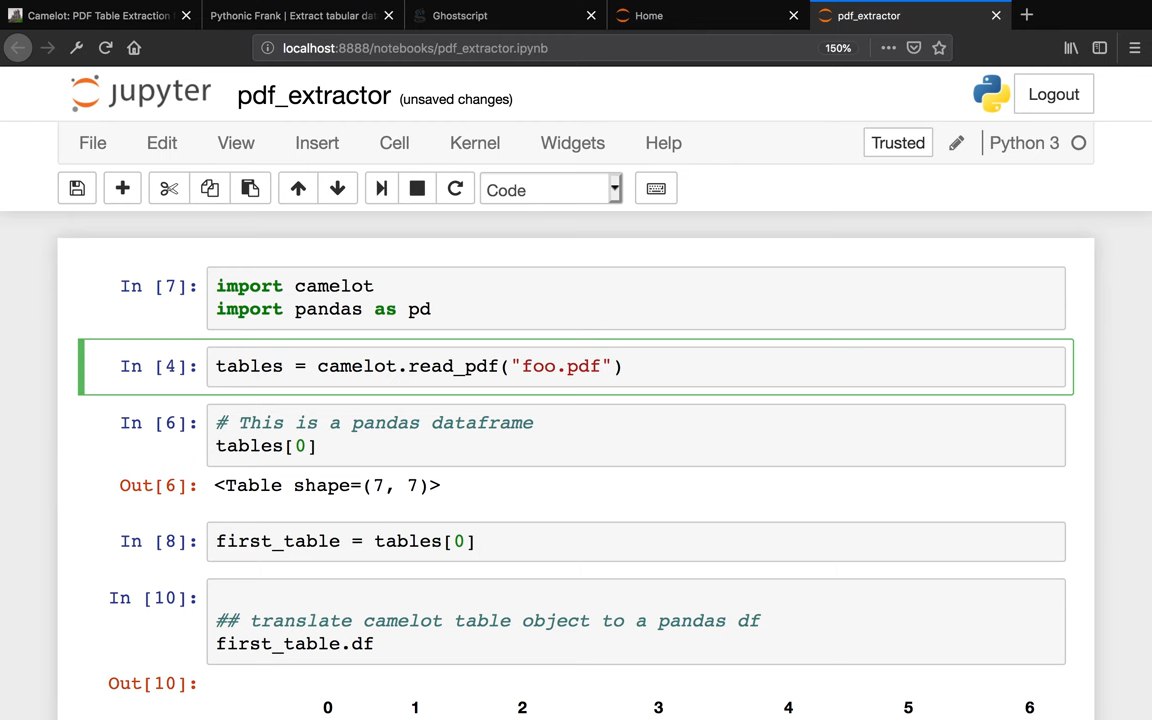 Camelot: PDF Table Extraction
Pythonic Frank | Extract tabular dat
Ghostscript
Home
pdf_extractor
localhost:8888/notebooks/pdf_extractor.ipynb
150%
jupyter pdf_extractor (unsaved changes)
Logout
File Edit View Insert Cell Kernel Widgets Help
Trusted
Python 3
Code
In [7]: import camelot
import pandas as pd
In [4]: tables = camelot.read_pdf("foo.pdf")
In [6]: # This is a pandas dataframe
tables[0]
Out[6]: <Table shape=(7, 7)>
In [8]: first_table = tables[0]
In [10]:
## translate camelot table object to a pandas df
first_table.df
Out[10]:
0 1 2 3 4 5 6